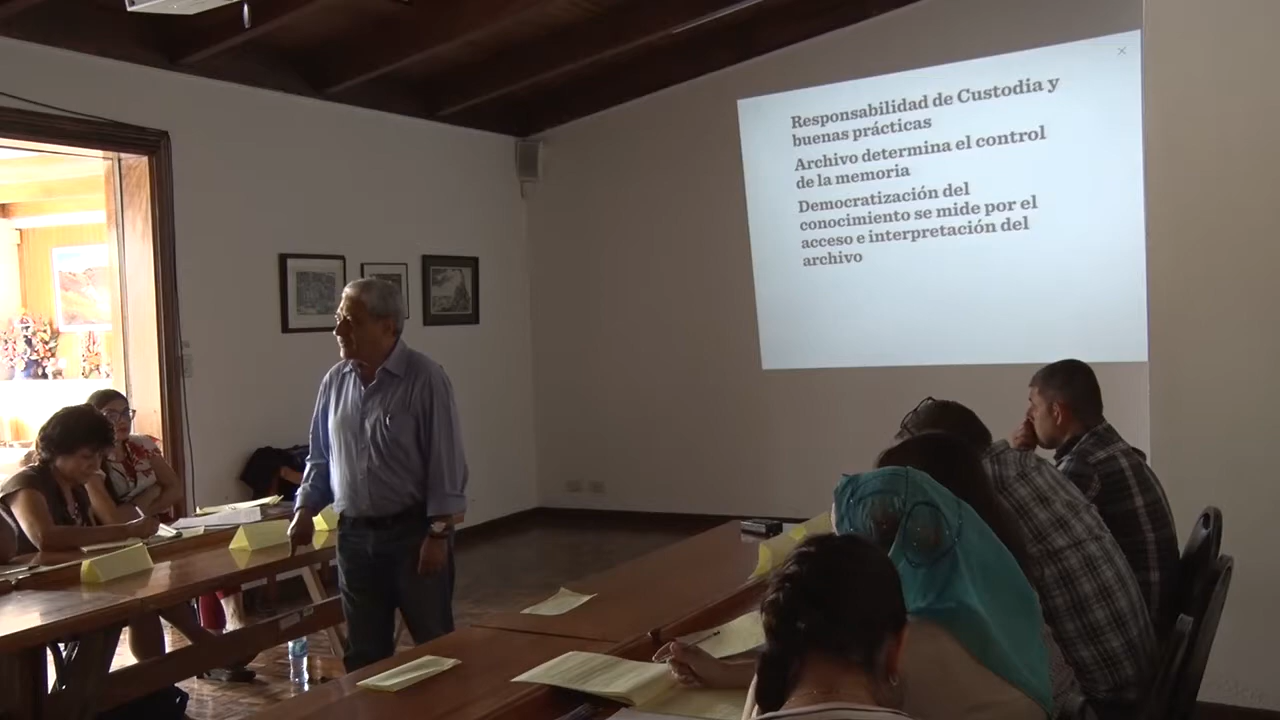 Responsabilidad de Custodia y
buenas prácticas
Archivo determina el control
de la memoria
Democratización del
conocimiento se mide por el
acceso e interpretación del
archivo